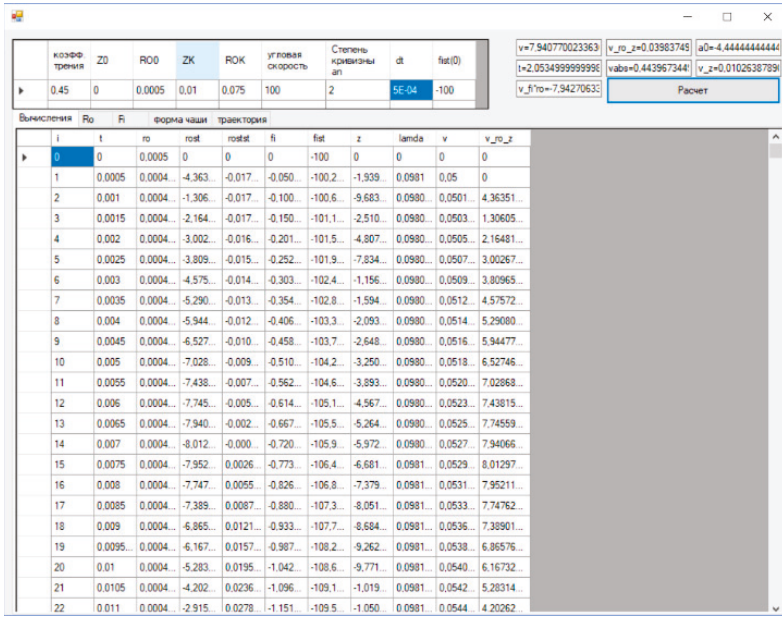 коэфф. трения Z0 RO0 ZK ROK угловая скорость Степень кривизны an dt fist(0)
0.45 0 0.0005 0.01 0.075 100 2 5E-04 -100
v=7,94077002336 v_ro_z=0,03983749 a0=-4,44444444444
t=2,0534999999998 vabs=0,443967344 v_z=0,010263878
v_fi*ro=-7,9427063 Расчет
Вычисления Ro Fi форма чаши траектория
i t ro rost rostst fi fist z lamda v v_ro_z
0 0 0.0005 0 0 0 -100 0 0 0 0
1 0.0005 0.0004... -4,363... -0,017... -0,050... -100,2... -1,939... 0.0981 0,05 0
2 0.001 0.0004... -1,306... -0,017... -0,100... -100,6... -9,683... 0,0980... 0,0501... 4,36351...
3 0.0015 0.0004... -2,164... -0,017... -0,150... -101,1... -2,510... 0,0980... 0,0503... 1,30605...
4 0.002 0.0004... -3,002... -0,016... -0,201... -101,5... -4,807... 0,0980... 0,0505... 2,16481...
5 0.0025 0.0004... -3,809... -0,015... -0,252... -101,9... -7,834... 0,0980... 0,0507... 3,00267...
6 0.003 0.0004... -4,575... -0,014... -0,303... -102,4... -1,156... 0,0980... 0,0509... 3,80965...
7 0.0035 0.0004... -5,290... -0,013... -0,354... -102,8... -1,594... 0,0980... 0,0512... 4,57572...
8 0.004 0.0004... -5,944... -0,012... -0,406... -103,3... -2,093... 0,0980... 0,0514... 5,29080...
9 0.0045 0.0004... -6,527... -0,010... -0,458... -103,7... -2,648... 0,0980... 0,0516... 5,94477...
10 0.005 0.0004... -7,028... -0,009... -0,510... -104,2... -3,250... 0,0980... 0,0518... 6,52746...
11 0.0055 0.0004... -7,438... -0,007... -0,562... -104,6... -3,893... 0,0980... 0,0520... 7,02868...
12 0.006 0.0004... -7,745... -0,005... -0,614... -105,1... -4,567... 0,0980... 0,0523... 7,43815...
13 0.0065 0.0004... -7,940... -0,002... -0,667... -105,5... -5,264... 0,0980... 0,0525... 7,74559...
14 0.007 0.0004... -8,012... -0,000... -0,720... -105,9... -5,972... 0,0980... 0,0527... 7,94066...
15 0.0075 0.0004... -7,952... 0,0026... -0,773... -106,4... -6,681... 0,0981... 0,0529... 8,01297...
16 0.008 0.0004... -7,747... 0,0055... -0,826... -106,8... -7,379... 0,0981... 0,0531... 7,95211...
17 0.0085 0.0004... -7,389... 0,0087... -0,880... -107,3... -8,051... 0,0981... 0,0533... 7,74762...
18 0.009 0.0004... -6,865... 0,0121... -0,933... -107,7... -8,684... 0,0981... 0,0536... 7,38901...
19 0.0095... 0.0004... -6,167... 0,0157... -0,987... -108,2... -9,262... 0,0981... 0,0538... 6,86576...
20 0.01 0.0004... -5,283... 0,0195... -1,042... -108,6... -9,771... 0,0981... 0,0540... 6,16732...
21 0.0105 0.0004... -4,202... 0,0236... -1,096... -109,1... -1,019... 0,0981... 0,0542... 5,28314...
22 0.011 0.0004... -2,915... 0,0278... -1,151... -109,5... -1,050... 0,0981... 0,0544... 4,20262...